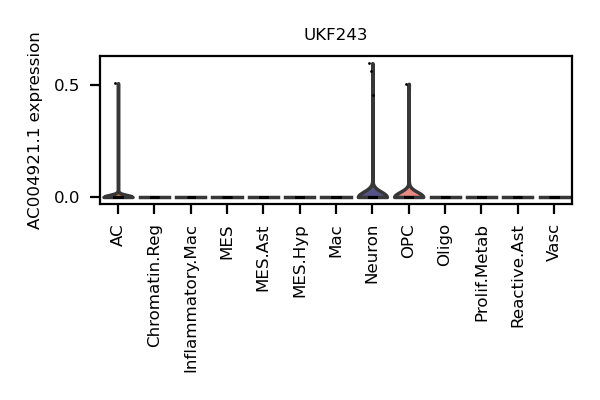 UKF243
AC004921.1 expression
0.5
0.0
AC
Chromatin.Reg
Inflammatory.Mac
MES
MES.Ast
MES.Hyp
Mac
Neuron
OPC
Oligo
Prolif.Metab
Reactive.Ast
Vasc